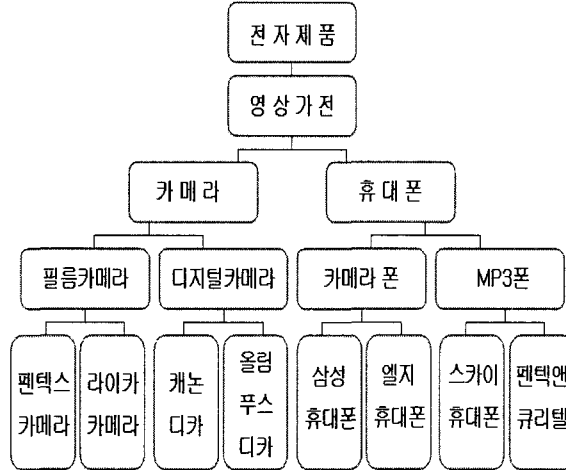 전자제품
영상가전
카메라
휴대폰
필름카메라
디지털카메라
카메라 폰
MP3폰
펜텍스
카메라
라이카
카메라
캐논
디카
올림
푸스
디카
삼성
휴대폰
엘지
휴대폰
스카이
휴대폰
펜텍앤
큐리텔